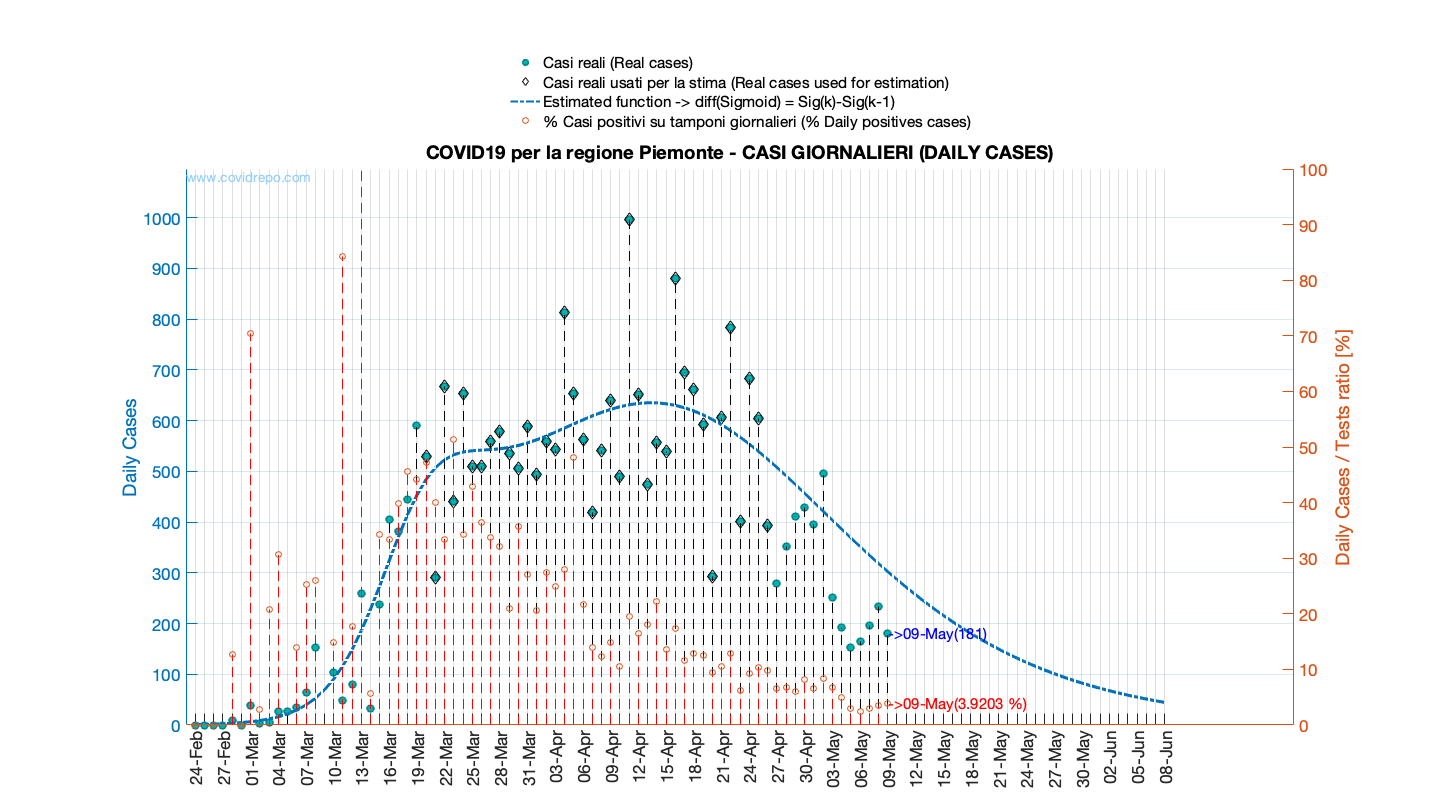 Casi reali (Real cases)
Casi reali usati per la stima (Real cases used for estimation)
Estimated function -> diff(Sigmoid) = Sig(k)-Sig(k-1)
% Casi positivi su tamponi giornalieri (% Daily positives cases)
COVID19 per la regione Piemonte - CASI GIORNALIERI (DAILY CASES)
www.covidrepo.com
Daily Cases
1000
900
800
700
600
500
400
300
200
100
0
100
90
80
70
60
50
40
30
20
10
0
Daily Cases / Tests ratio [%]
->09-May(181)
->09-May(3.9203 %)
24-Feb
27-Feb
01-Mar
04-Mar
07-Mar
10-Mar
13-Mar
16-Mar
19-Mar
22-Mar
25-Mar
28-Mar
31-Mar
03-Apr
06-Apr
09-Apr
12-Apr
15-Apr
18-Apr
21-Apr
24-Apr
27-Apr
30-Apr
03-May
06-May
09-May
12-May
15-May
18-May
21-May
24-May
27-May
30-May
02-Jun
05-Jun
08-Jun